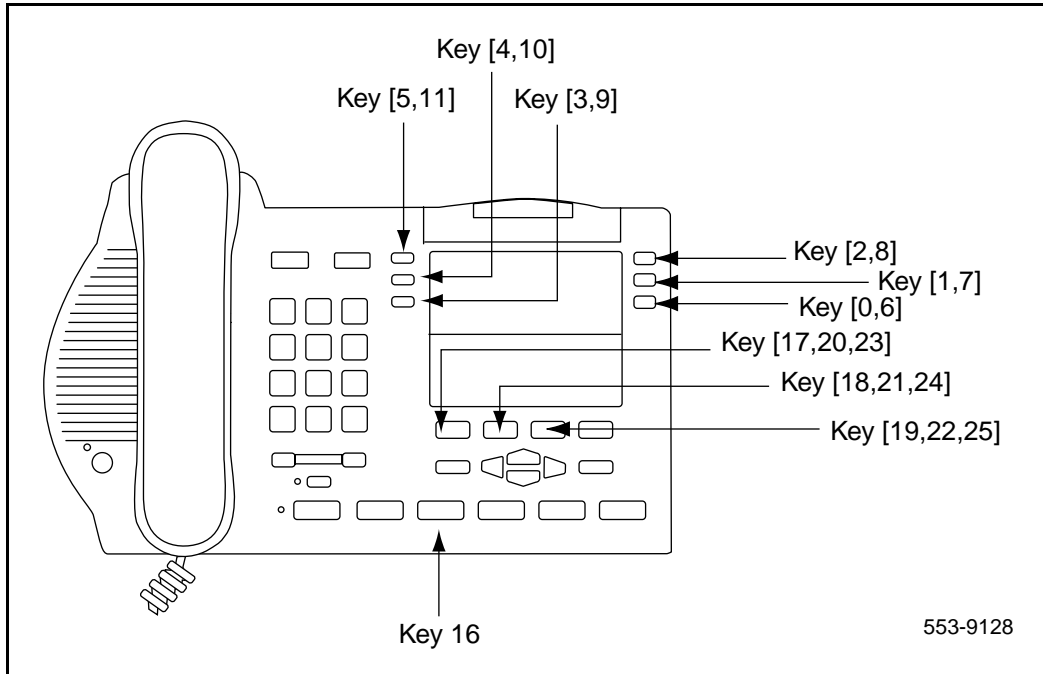 Key [4,10]
Key [5,11]
Key [3,9]
Key [2,8]
Key [1,7]
Key [0,6]
Key [17,20,23]
Key [18,21,24]
Key [19,22,25]
Key 16
553-9128